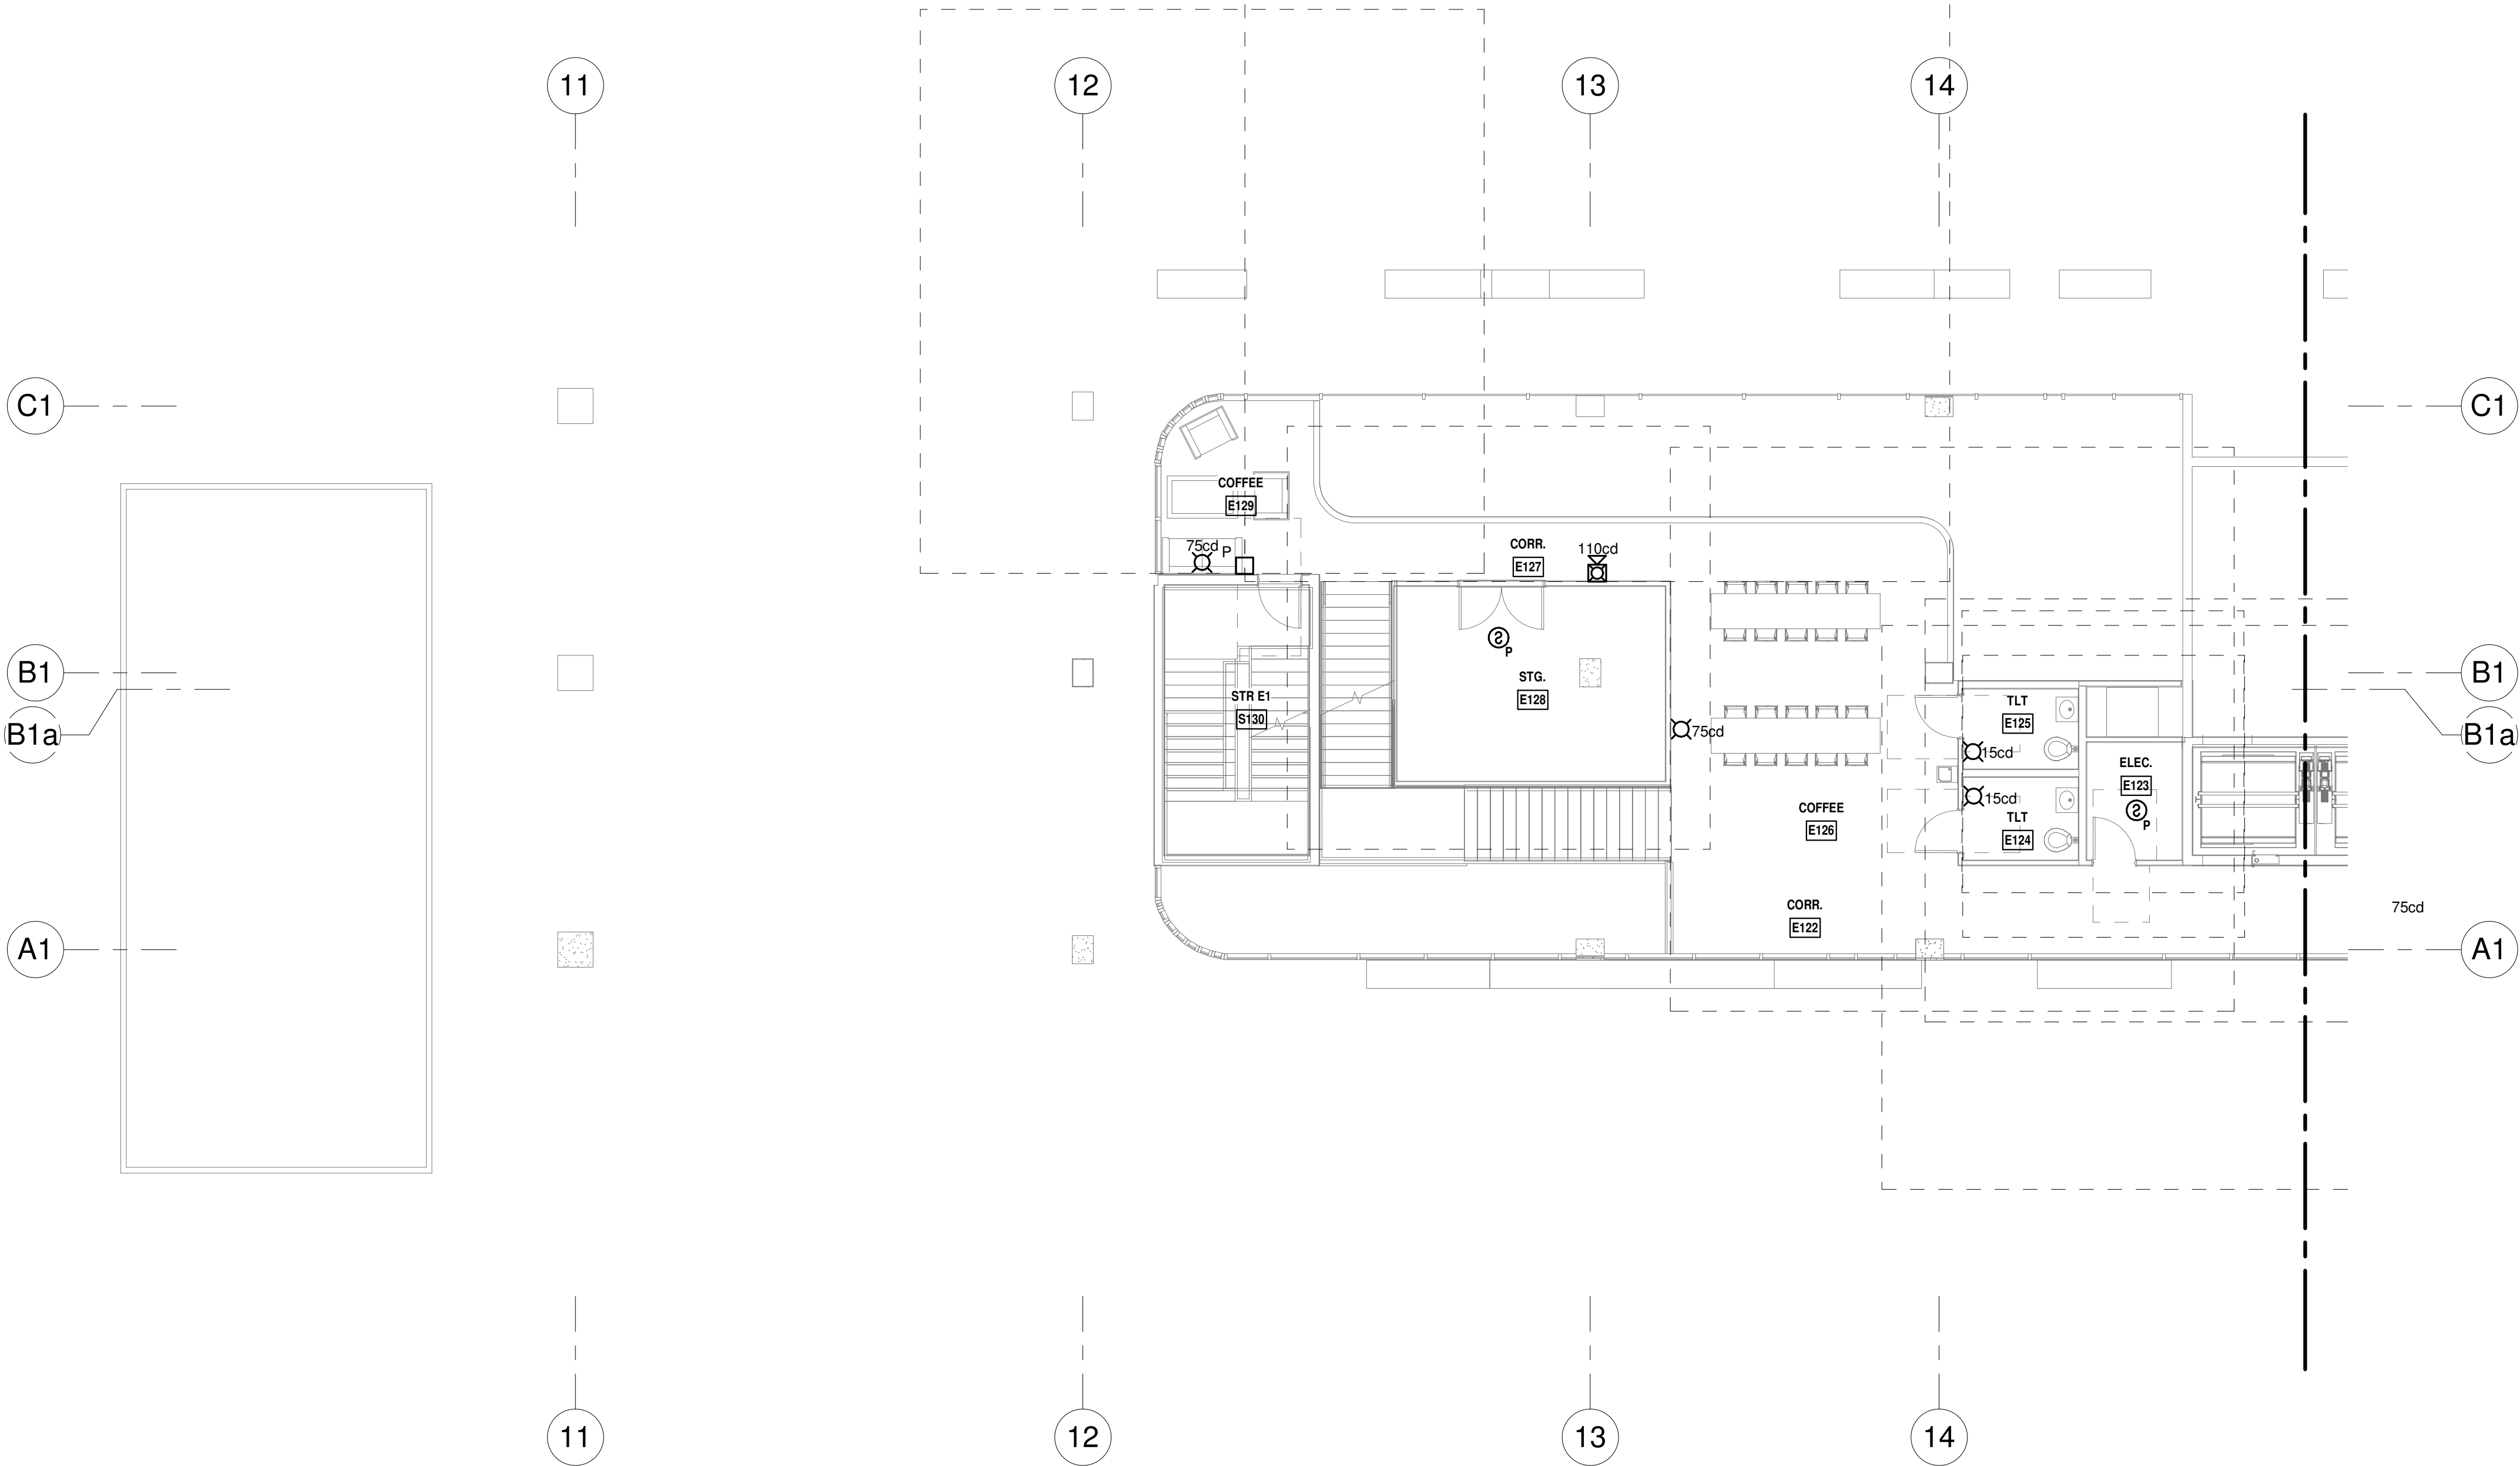 11
12
13
14
C1
C1
COFFEE
E129
75cd
P
CORR.
E127
110cd
P
B1
B1
STG.
E128
STR E1
S130
TLT
E125
B1a
B1a
75cd
15cd
ELEC.
E123
15cd
COFFEE
E126
TLT
E124
P
CORR.
E122
75cd
A1
A1
11
12
13
14